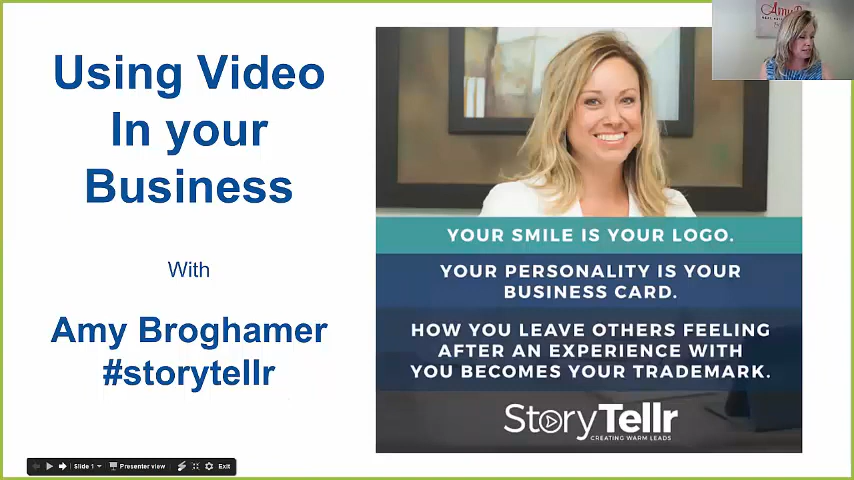 Using Video
In your
Business
With
Amy Broghamer
#storytellr
YOUR SMILE IS YOUR LOGO.
YOUR PERSONALITY IS YOUR
BUSINESS CARD.
HOW YOU LEAVE OTHERS FEELING
AFTER AN EXPERIENCE WITH
YOU BECOMES YOUR TRADEMARK.
StoryTellr
CREATING WARM LEADS
Slide 1
Presenter view
Exit